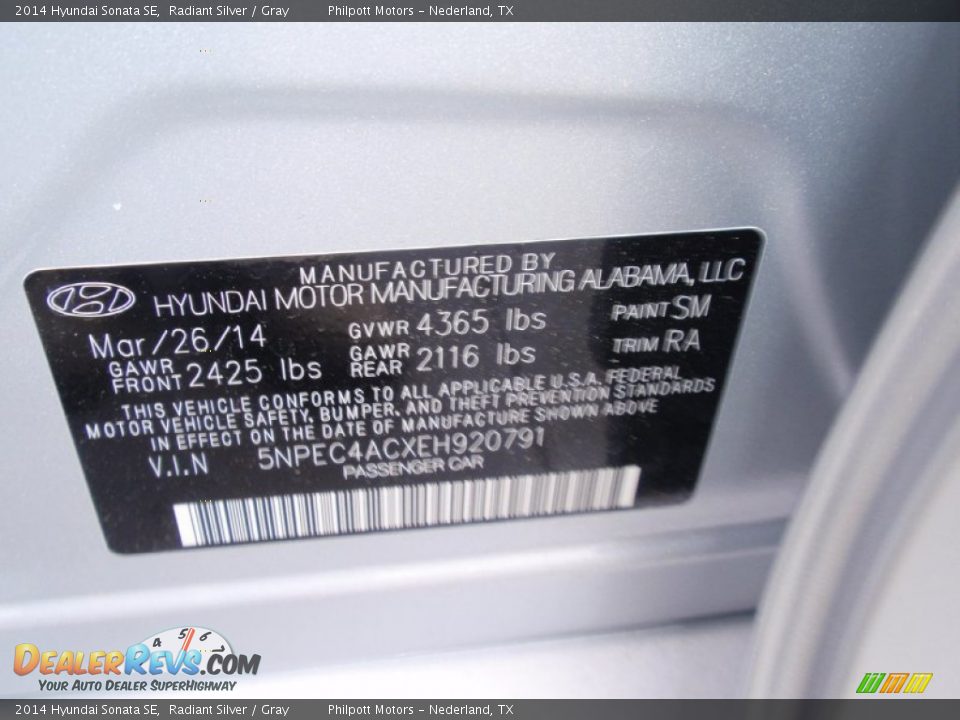 2014 Hyundai Sonata SE,  Radiant Silver / Gray          Philpott Motors – Nederland, TX
MANUFACTURED BY
HYUNDAI MOTOR MANUFACTURING ALABAMA, LLC
Mar/26/14 GVWR 4365 lbs PAINT SM
GAWR FRONT 2425 lbs GAWR REAR 2116 lbs TRIM RA
THIS VEHICLE CONFORMS TO ALL APPLICABLE U.S.A. FEDERAL
MOTOR VEHICLE SAFETY, BUMPER, AND THEFT PREVENTION STANDARDS
IN EFFECT ON THE DATE OF MANUFACTURE SHOWN ABOVE
V.I.N 5NPEC4ACXEH920791
PASSENGER CAR
4 5 6
DEALERREVS.COM
YOUR AUTO DEALER SUPERHIGHWAY
2014 Hyundai Sonata SE,  Radiant Silver / Gray          Philpott Motors – Nederland, TX